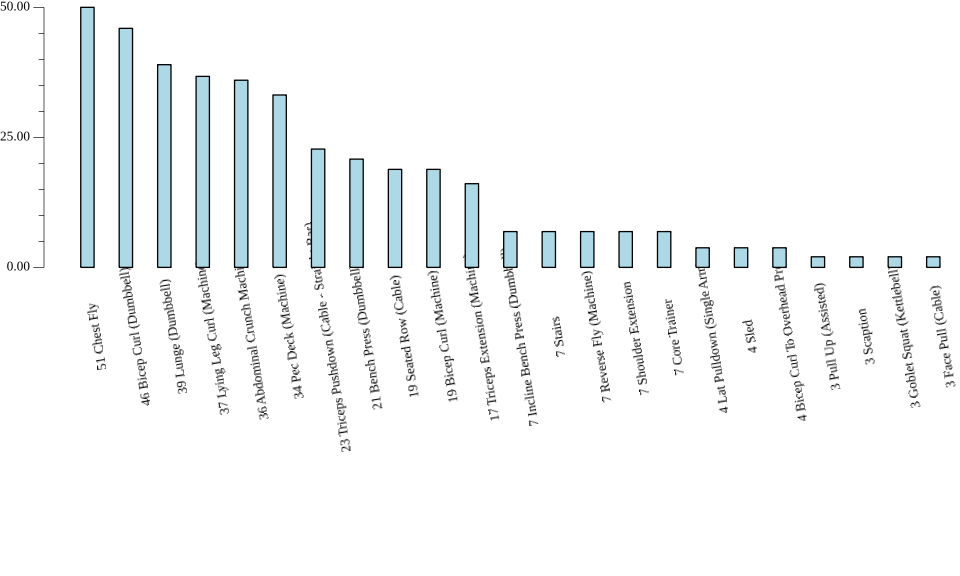 50.00
25.00
0.00
51 Chest Fly
46 Bicep Curl (Dumbbell)
39 Lunge (Dumbbell)
37 Lying Leg Curl (Machine
36 Abdominal Crunch Machi
34 Pec Deck (Machine)
23 Triceps Pushdown (Cable - Stra t Bar)
21 Bench Press (Dumbbell
19 Seated Row (Cable)
19 Bicep Curl (Machine)
17 Triceps Extension (Machin
7 Incline Bench Press (Dumb ll)
7 Stairs
7 Reverse Fly (Machine)
7 Shoulder Extension
7 Core Trainer
4 Lat Pulldown (Single Arm
4 Sled
4 Bicep Curl To Overhead Pr
3 Pull Up (Assisted)
3 Scaption
3 Goblet Squat (Kettlebell
3 Face Pull (Cable)